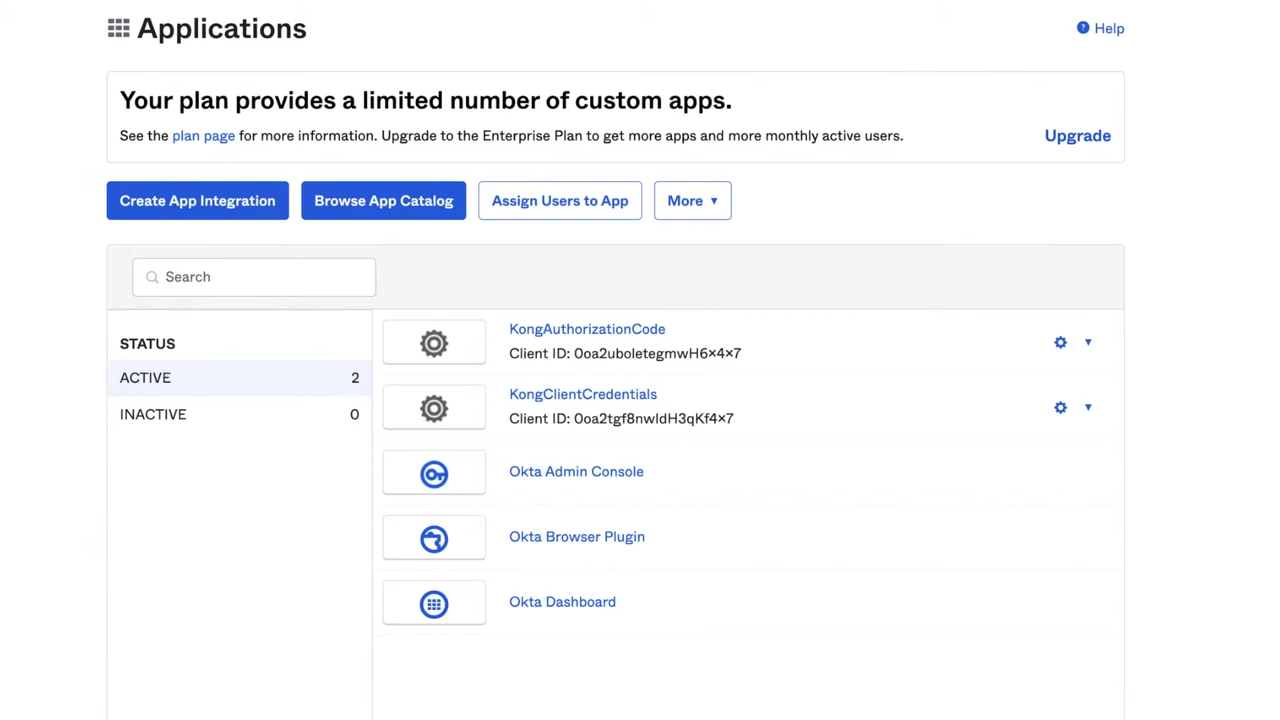 Applications
Help
Your plan provides a limited number of custom apps.
See the plan page for more information. Upgrade to the Enterprise Plan to get more apps and more monthly active users.
Upgrade
Create App Integration
Browse App Catalog
Assign Users to App
More
Search
STATUS
ACTIVE 2
INACTIVE 0
KongAuthorizationCode
Client ID: 0oa2uboletegmwH6x4x7
KongClientCredentials
Client ID: 0oa2tgf8nwldH3qKf4x7
Okta Admin Console
Okta Browser Plugin
Okta Dashboard